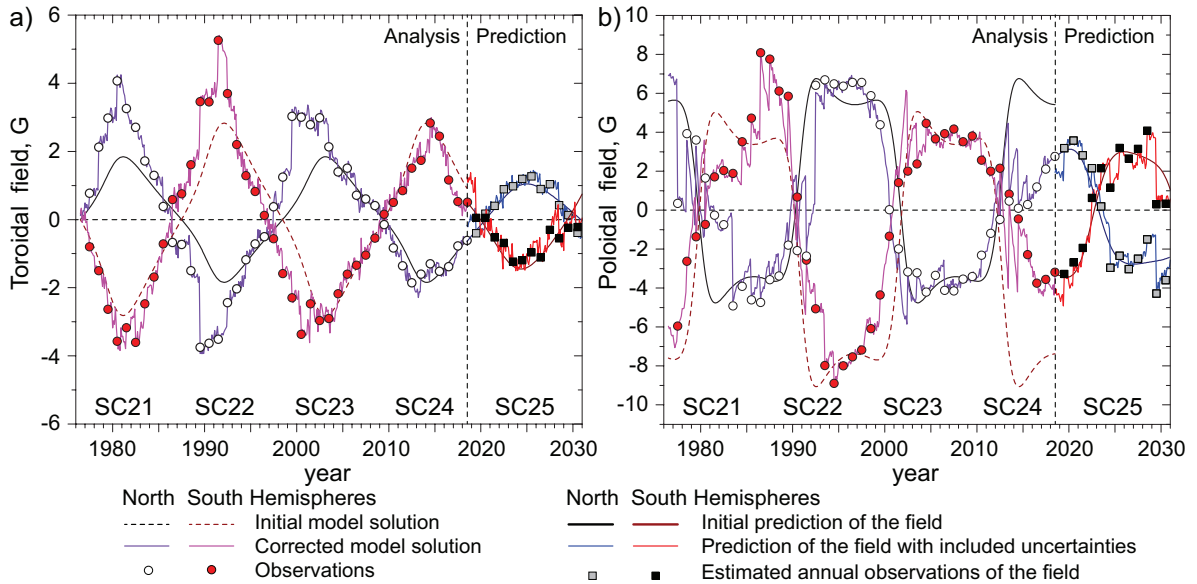 a)
Analysis
Prediction
Toroidal field, G
6
4
2
0
-2
-4
-6
SC21
SC22
SC23
SC24
SC25
1980
1990
2000
2010
2020
2030
year
b)
Analysis
Prediction
Poloidal field, G
10
8
6
4
2
0
-2
-4
-6
-8
-10
SC21
SC22
SC23
SC24
SC25
1980
1990
2000
2010
2020
2030
year
North South Hemispheres
Initial model solution
Corrected model solution
Observations
North South Hemispheres
Initial prediction of the field
Prediction of the field with included uncertainties
Estimated annual observations of the field